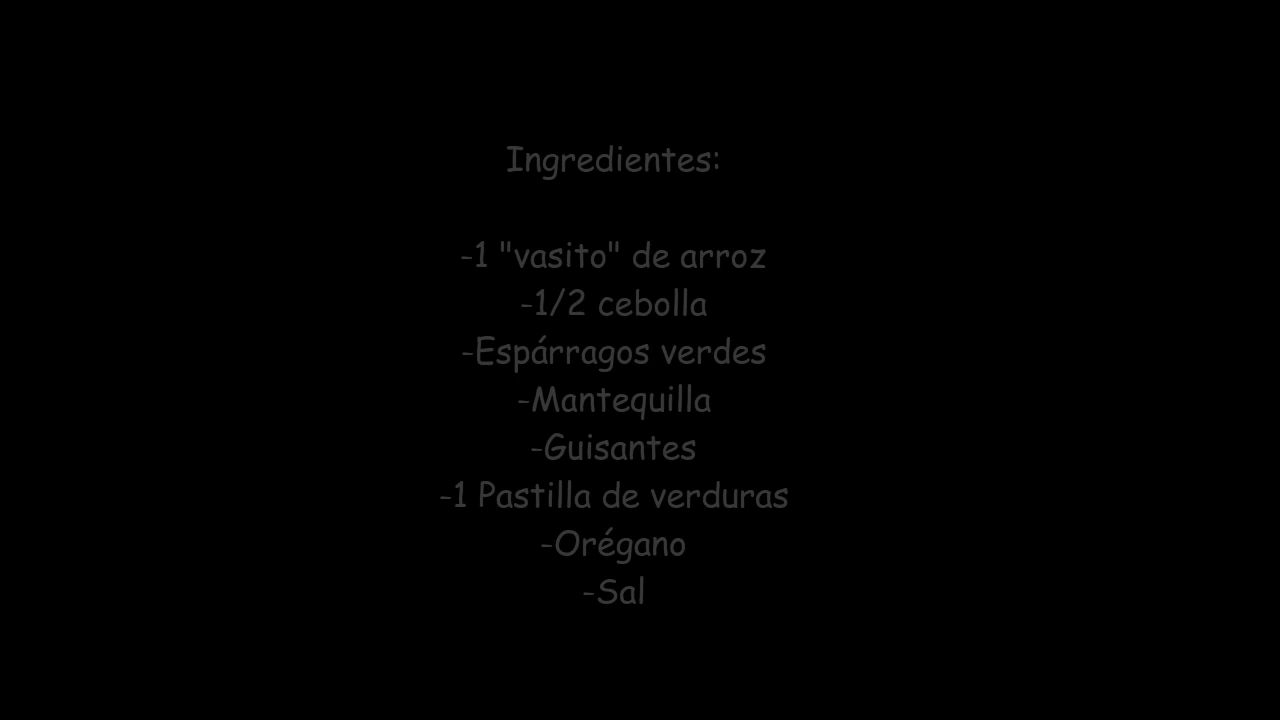 Ingredientes:
-1 "vasito" de arroz
-1/2 cebolla
-Espárragos verdes
-Mantequilla
-Guisantes
-1 Pastilla de verduras
-Orégano
-Sal